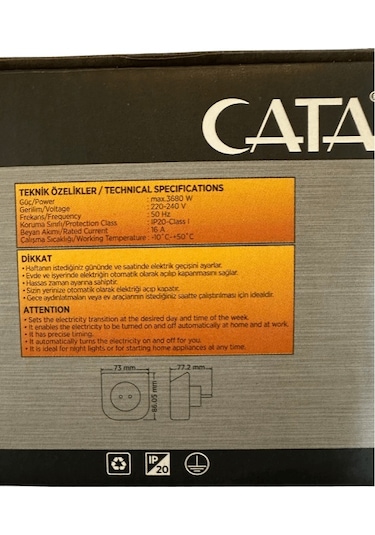 CATA
TEKNİK ÖZELİKLER / TECHNICAL SPECIFICATIONS
Güç/Power : max.3680 W
Gerilim/Voltage : 220-240 V
Frekans/Frequency : 50 Hz
Koruma Sınıfı/Protection Class : IP20-Class I
Beyan Akımı/Rated Current : 16 A
Çalışma Sıcaklığı/Working Temperature : -10°C-+50°C
DİKKAT
• Haftanın istediğiniz gününde ve saatinde elektrik geçişini ayarlar.
• Evde ve işyerinde elektriğin otomatik olarak açılıp kapanmasını sağlar.
• Hassas zaman ayarına sahiptir.
• Sizin yerinize otomatik olarak elektriği açıp kapatır.
• Gece aydınlatmaları veya ev araçlarının istediğiniz saatte çalıştırılması için idealdir.
ATTENTION
• Sets the electricity transition at the desired day and time of the week.
• It enables the electricity to be turned on and off automatically at home and at work.
• It has precise timing.
• It automatically turns the electricity on and off for you.
• It is ideal for night lights or for starting home appliances at any time.
73 mm
77.2 mm
86.05 mm
IP
20